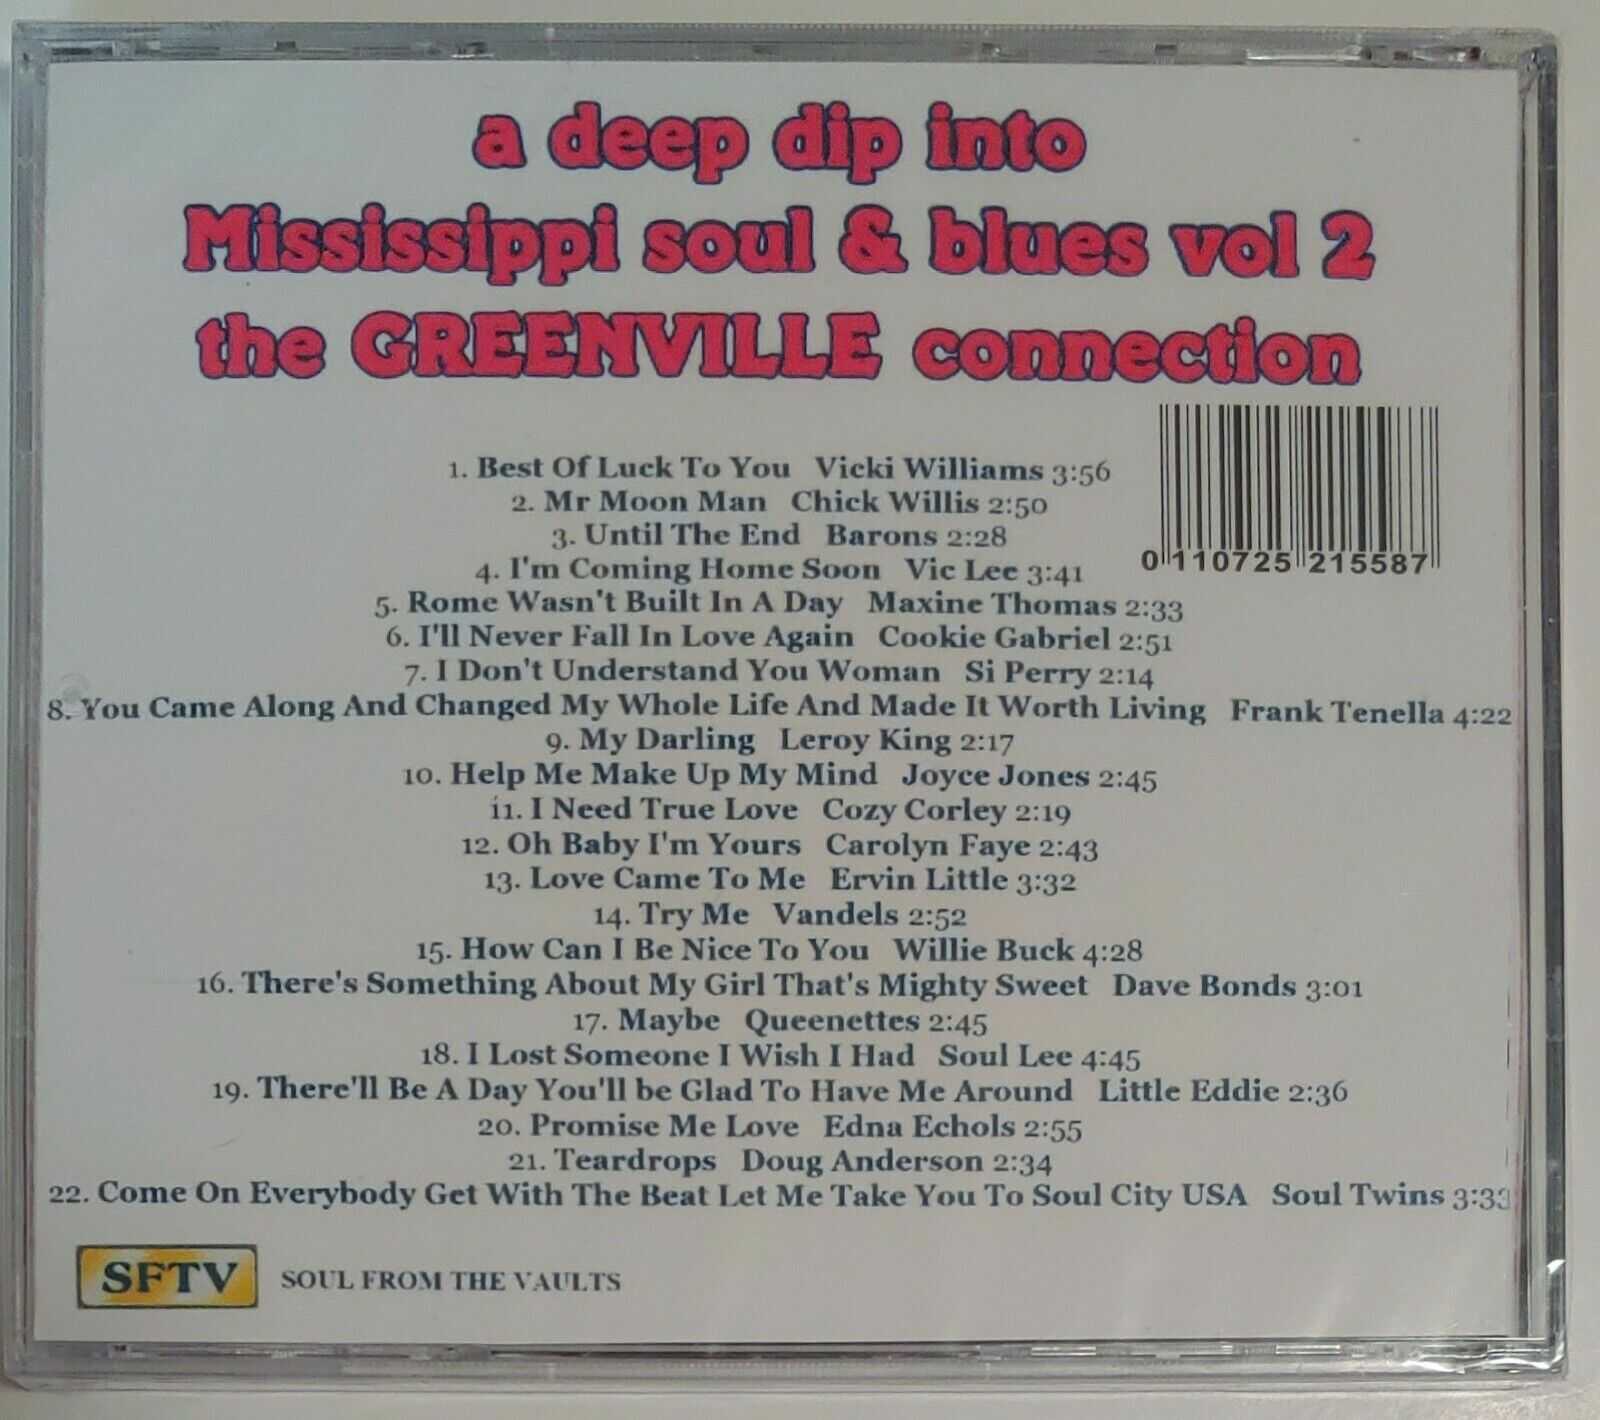 a deep dip into
Mississippi soul & blues vol 2
the GREENVILLE connection
1. Best Of Luck To You Vicki Williams 3:56
2. Mr Moon Man Chick Willis 2:50
3. Until The End Barons 2:28
4. I'm Coming Home Soon Vic Lee 3:41
0 110725 215587
5. Rome Wasn't Built In A Day Maxine Thomas 2:33
6. I'll Never Fall In Love Again Cookie Gabriel 2:51
7. I Don't Understand You Woman Si Perry 2:14
8. You Came Along And Changed My Whole Life And Made It Worth Living Frank Tenella 4:22
9. My Darling Leroy King 2:17
10. Help Me Make Up My Mind Joyce Jones 2:45
11. I Need True Love Cozy Corley 2:19
12. Oh Baby I'm Yours Carolyn Faye 2:43
13. Love Came To Me Ervin Little 3:32
14. Try Me Vandels 2:52
15. How Can I Be Nice To You Willie Buck 4:28
16. There's Something About My Girl That's Mighty Sweet Dave Bonds 3:01
17. Maybe Queenettes 2:45
18. I Lost Someone I Wish I Had Soul Lee 4:45
19. There'll Be A Day You'll be Glad To Have Me Around Little Eddie 2:36
20. Promise Me Love Edna Echols 2:55
21. Teardrops Doug Anderson 2:34
22. Come On Everybody Get With The Beat Let Me Take You To Soul City USA Soul Twins 3:33
SFTV SOUL FROM THE VAULTS